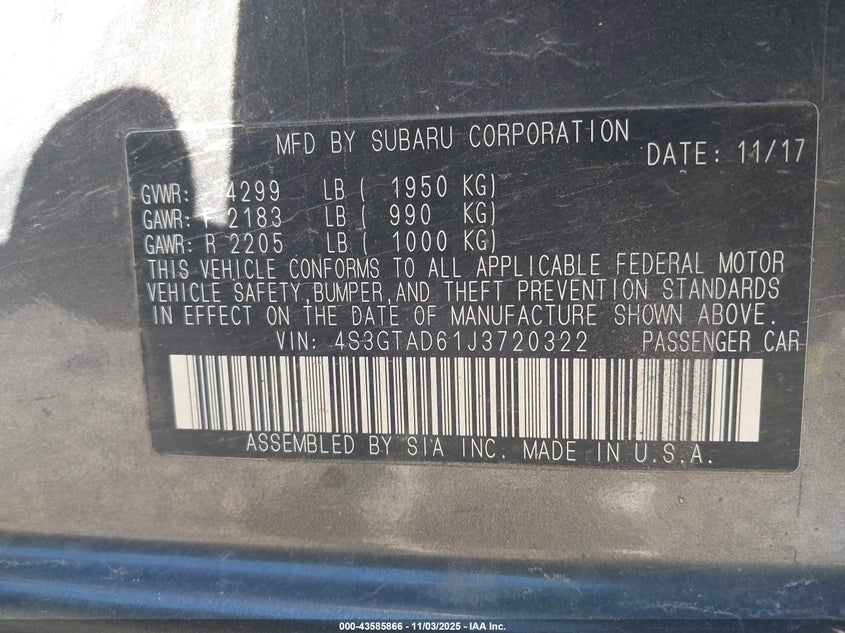 MFD BY SUBARU CORPORATION
DATE: 11/17
GVWR: 4299 LB ( 1950 KG)
GAWR: F 2183 LB ( 990 KG)
GAWR: R 2205 LB ( 1000 KG)
THIS VEHICLE CONFORMS TO ALL APPLICABLE FEDERAL MOTOR
VEHICLE SAFETY,BUMPER,AND THEFT PREVENTION STANDARDS
IN EFFECT ON THE DATE OF MANUFACTURE SHOWN ABOVE.
VIN: 4S3GTAD61J3720322 PASSENGER CAR
ASSEMBLED BY SIA INC. MADE IN U.S.A.
000-43585866 - 11/03/2025 - IAA Inc.